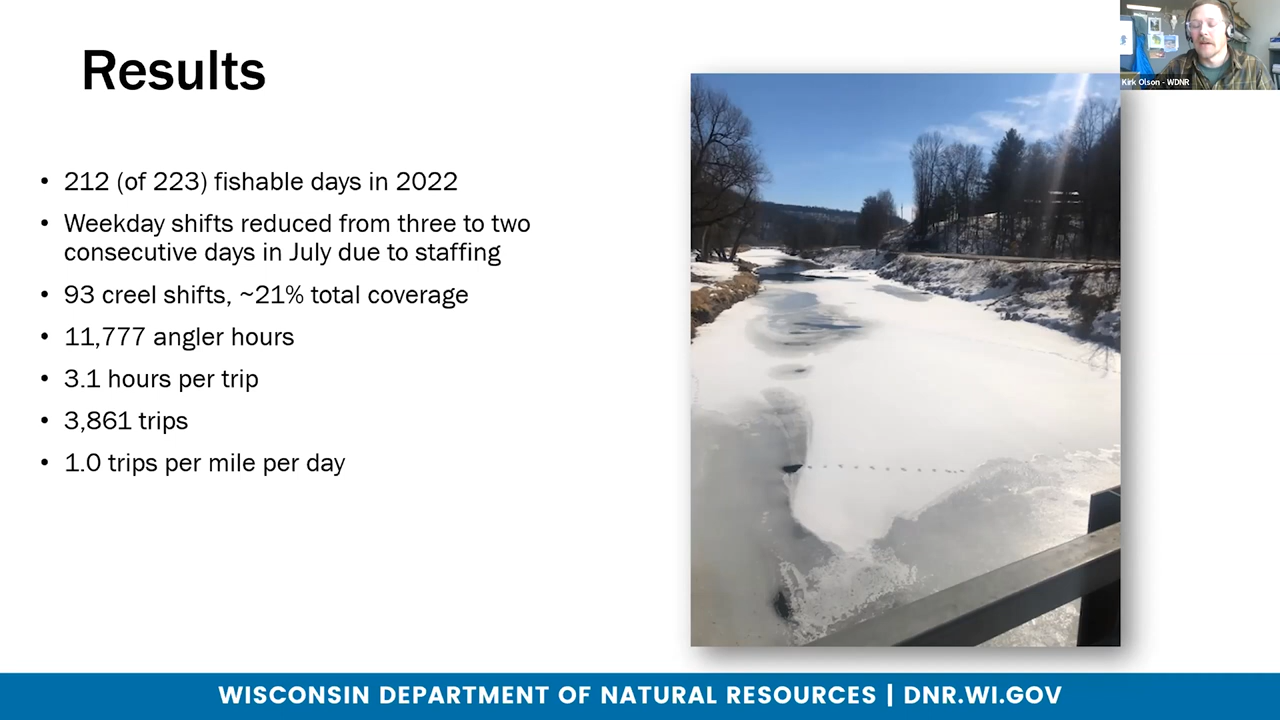 Results
Kirk Olson - WDNR
• 212 (of 223) fishable days in 2022
• Weekday shifts reduced from three to two
consecutive days in July due to staffing
• 93 creel shifts, ~21% total coverage
• 11,777 angler hours
• 3.1 hours per trip
• 3,861 trips
• 1.0 trips per mile per day
WISCONSIN DEPARTMENT OF NATURAL RESOURCES | DNR.WI.GOV